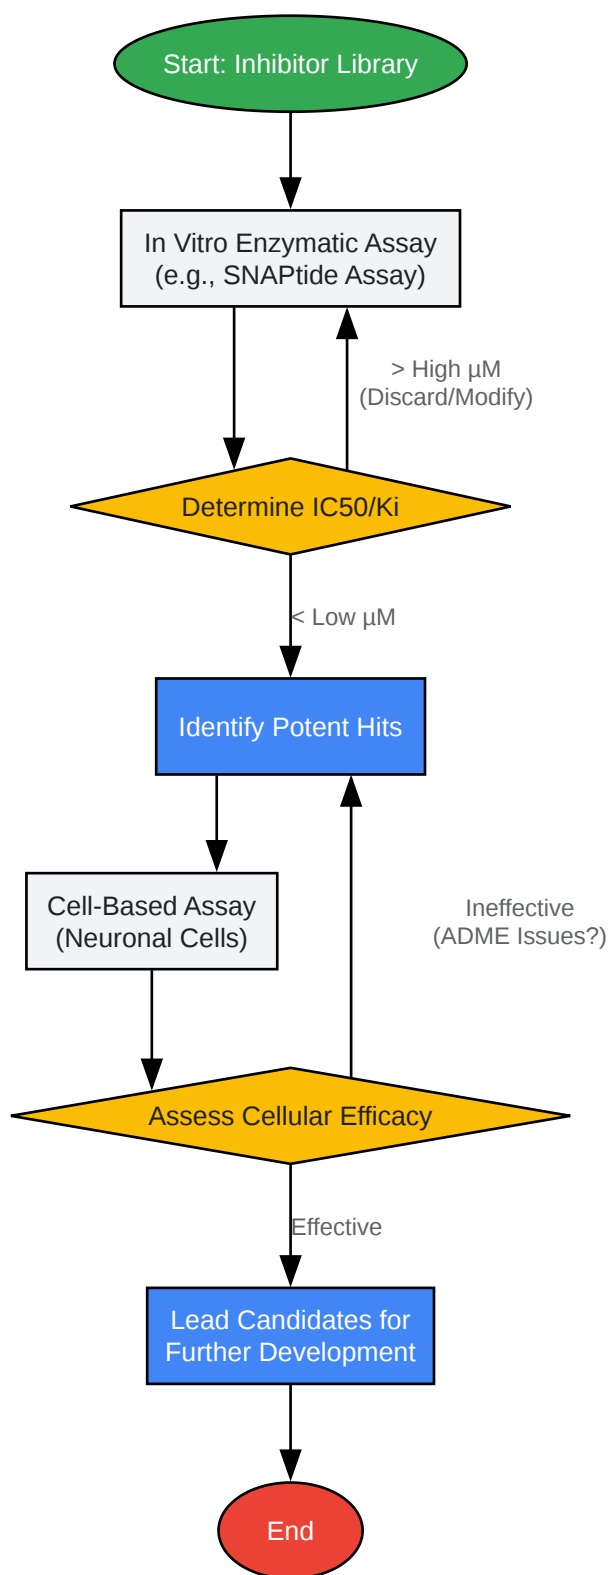 Start: Inhibitor Library
In Vitro Enzymatic Assay
(e.g., SNAPtide Assay)
> High µM
(Discard/Modify)
Determine IC50/Ki
< Low µM
Identify Potent Hits
Cell-Based Assay
(Neuronal Cells)
Ineffective
(ADME Issues?)
Assess Cellular Efficacy
Effective
Lead Candidates for
Further Development
End